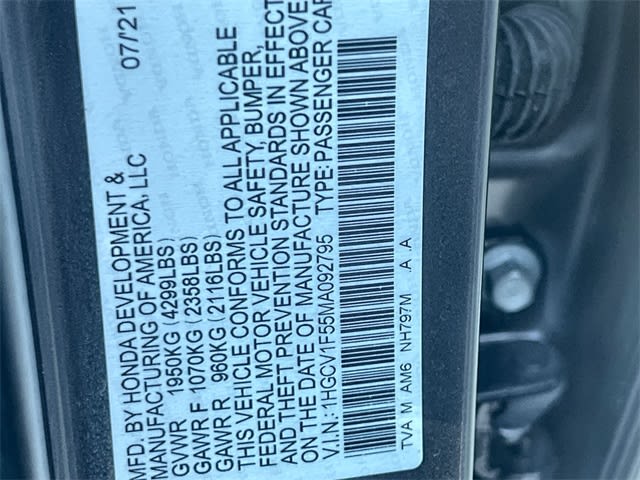 MFD. BY HONDA DEVELOPMENT & 07/21
MANUFACTURING OF AMERICA, LLC
GVWR 1950KG (4299LBS)
GAWR F 1070KG (2358LBS)
GAWR R 960KG (2116LBS)
THIS VEHICLE CONFORMS TO ALL APPLICABLE
FEDERAL MOTOR VEHICLE SAFETY, BUMPER,
AND THEFT PREVENTION STANDARDS IN EFFECT
ON THE DATE OF MANUFACTURE SHOWN ABOVE
V.I.N.: 1HGCV1F55MA092795 TYPE: PASSENGER CAR
TVA M AM6 NH797M .A .A